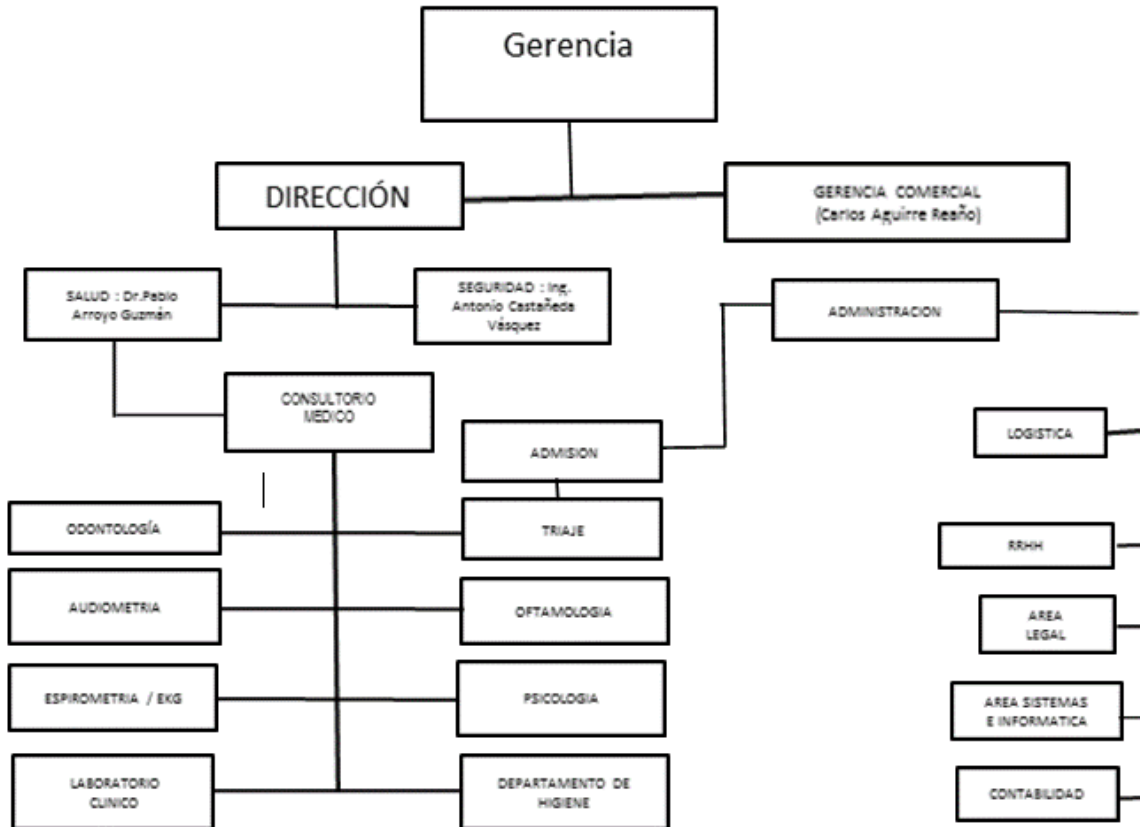 Gerencia
DIRECCIÓN
GERENCIA COMERCIAL
(Carlos Aguirre Reaño)
SALUD : Dr.Pablo
Arroyo Guzmán
SEGURIDAD : Ing.
Antonio Castañeda
Vásquez
ADMINISTRACION
CONSULTORIO
MEDICO
ADMISION
LOGISTICA
ODONTOLOGÍA
TRIAJE
RRHH
AUDIOMETRIA
OFTAMOLOGIA
AREA
LEGAL
ESPIROMETRIA / EKG
PSICOLOGIA
AREA SISTEMAS
E INFORMATICA
LABORATORIO
CLINICO
DEPARTAMENTO DE
HIGIENE
CONTABILIDAD